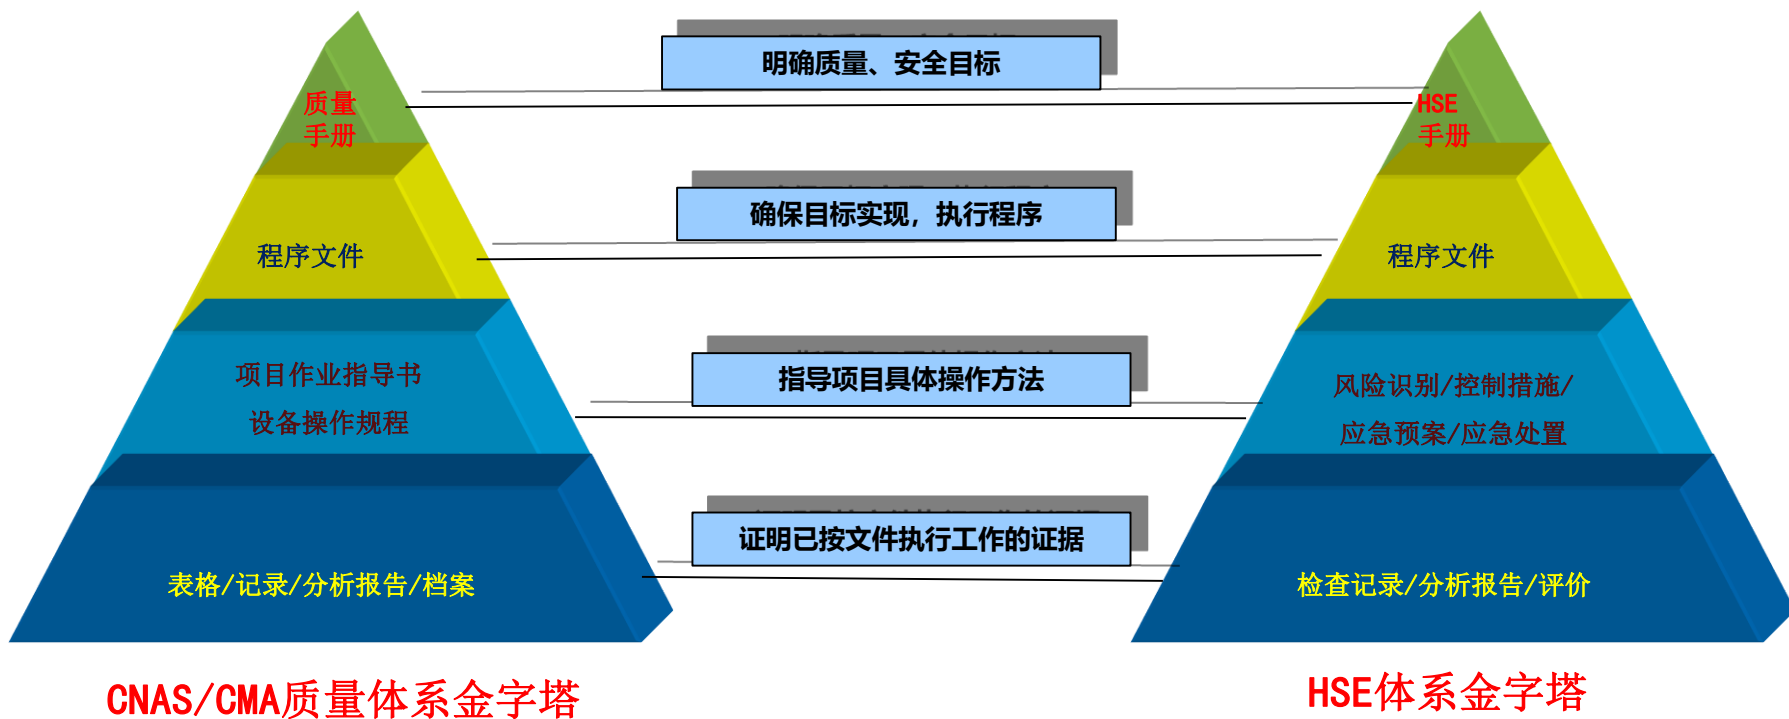 明确质量、安全目标
质量
手册
HSE
手册
确保目标实现，执行程序
程序文件
程序文件
指导项目具体操作方法
项目作业指导书
设备操作规程
风险识别/控制措施/
应急预案/应急处置
证明已按文件执行工作的证据
表格/记录/分析报告/档案
检查记录/分析报告/评价
CNAS/CMA质量体系金字塔
HSE体系金字塔